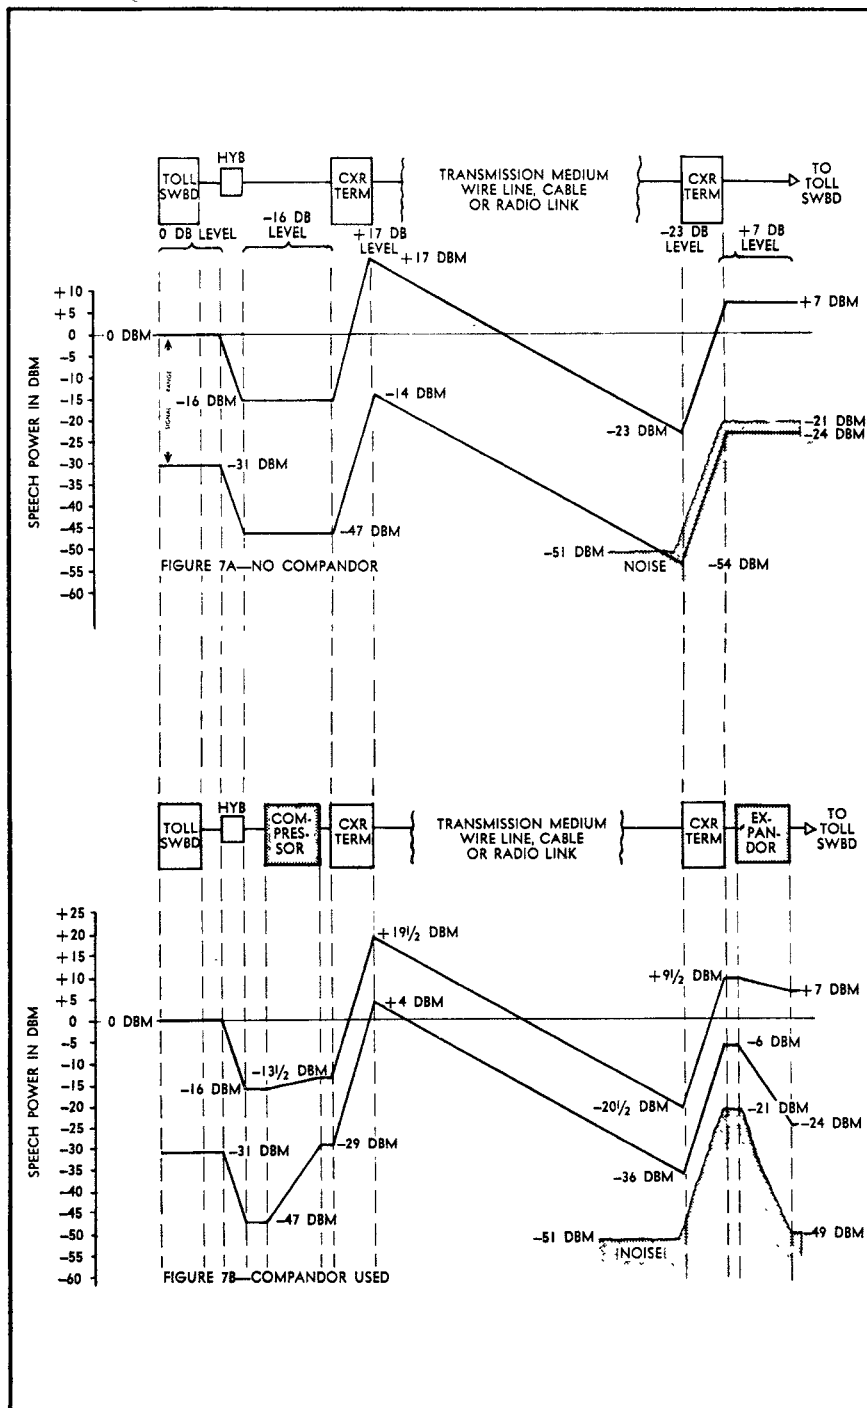 HYB
TOLL
SWBD
CXR
TERM
TRANSMISSION MEDIUM
WIRE LINE, CABLE
OR RADIO LINK
CXR
TERM
TO
TOLL
SWBD
0 DB LEVEL
-16 DB
LEVEL
+17 DB
LEVEL
-23 DB
LEVEL
+7 DB
LEVEL
SPEECH POWER IN DBM
+10
+5
0
-5
-10
-15
-20
-25
-30
-35
-40
-45
-50
-55
-60
0 DBM
SIGNAL RANGE
-16 DBM
-31 DBM
-47 DBM
+17 DBM
-14 DBM
-23 DBM
-51 DBM
NOISE
-54 DBM
+7 DBM
-21 DBM
-24 DBM
FIGURE 7A—NO COMPANDOR
HYB
TOLL
SWBD
COM-
PRES-
SOR
CXR
TERM
TRANSMISSION MEDIUM
WIRE LINE, CABLE
OR RADIO LINK
CXR
TERM
EX-
PAN-
DOR
TO
TOLL
SWBD
SPEECH POWER IN DBM
+25
+20
+15
+10
+5
0
-5
-10
-15
-20
-25
-30
-35
-40
-45
-50
-55
-60
0 DBM
-16 DBM
-13 1/2 DBM
-31 DBM
-29 DBM
-47 DBM
+19 1/2 DBM
+4 DBM
-20 1/2 DBM
-36 DBM
-51 DBM
NOISE
+9 1/2 DBM
+7 DBM
-6 DBM
-21 DBM
-24 DBM
-49 DBM
FIGURE 7B—COMPANDOR USED